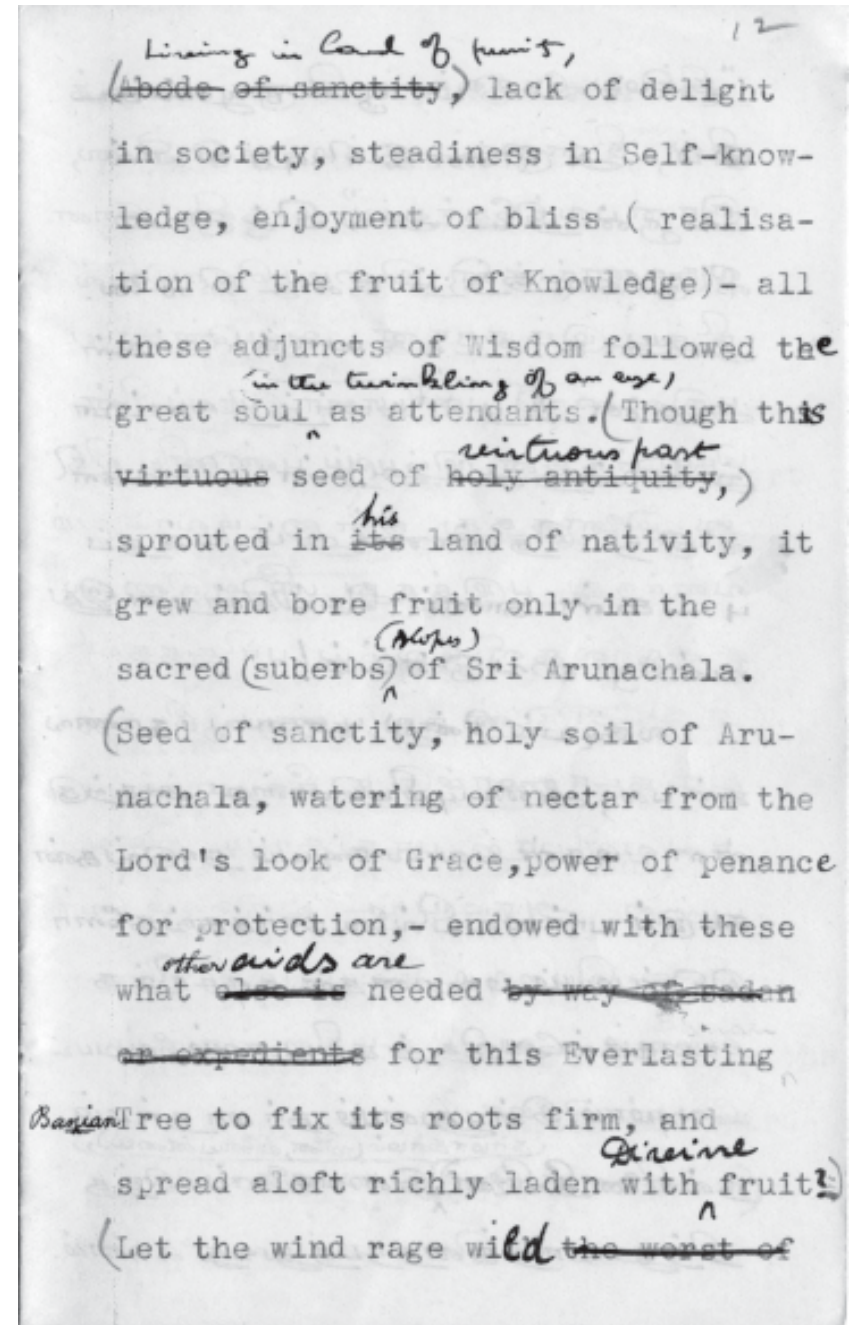 12
Living in land of purity,
(Abode of sanctity,) lack of delight
in society, steadiness in Self-know-
ledge, enjoyment of bliss ( realisa-
tion of the fruit of Knowledge)- all
these adjuncts of Wisdom followed the
in the twinkling of an eye,
great soul ^ as attendants.(Though this
virtuous past
virtuous seed of holy antiquity,)
his
sprouted in its land of nativity, it
grew and bore fruit only in the
(slopes)
sacred (suberbs) ^ of Sri Arunachala.
(Seed of sanctity, holy soil of Aru-
nachala, watering of nectar from the
Lord's look of Grace,power of penance
for protection,- endowed with these
other aids are
what else is needed by way of
or expedients for this Everlasting
Banian Tree to fix its roots firm, and
Divine
spread aloft richly laden with ^ fruit?)
(Let the wind rage wild the worst of